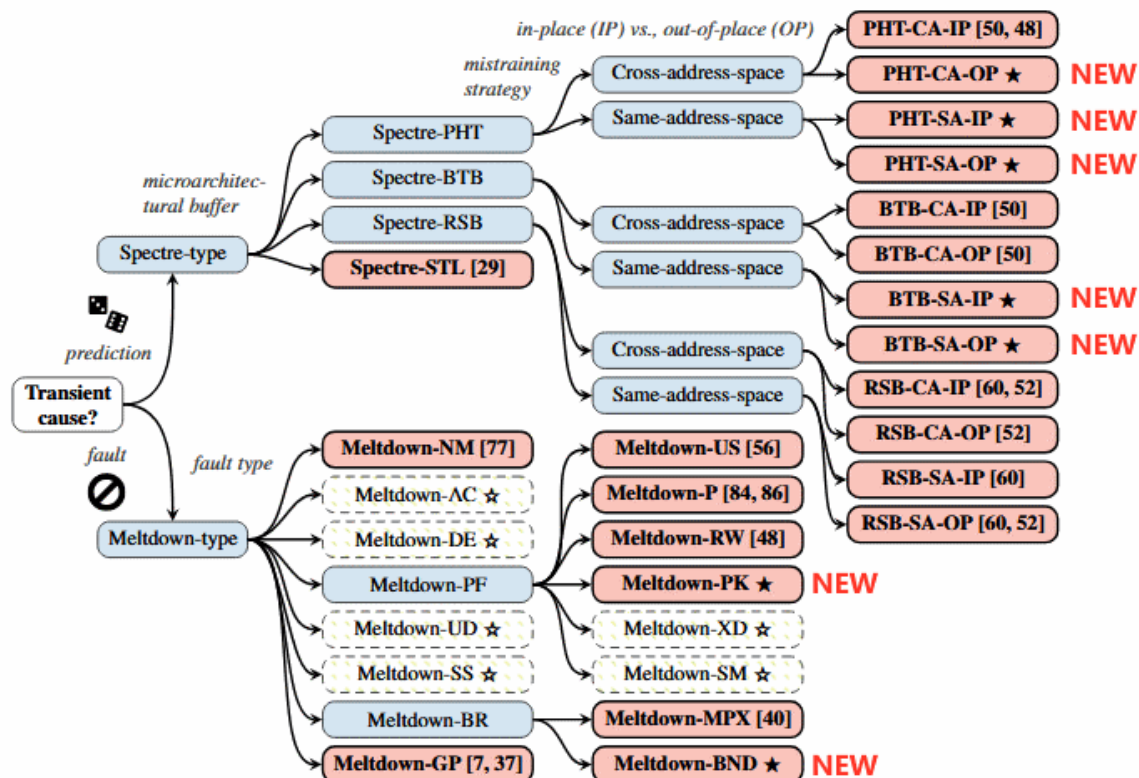 in-place (IP) vs., out-of-place (OP)
PHT-CA-IP [50, 48]
mistraining
strategy
Cross-address-space
PHT-CA-OP ★ NEW
Same-address-space
PHT-SA-IP ★ NEW
Spectre-PHT
PHT-SA-OP ★ NEW
microarchitec-
tural buffer
Spectre-BTB
BTB-CA-IP [50]
Spectre-RSB
Cross-address-space
Spectre-type
BTB-CA-OP [50]
Spectre-STL [29]
Same-address-space
BTB-SA-IP ★ NEW
prediction
BTB-SA-OP ★ NEW
Cross-address-space
Transient
cause?
RSB-CA-IP [60, 52]
Same-address-space
RSB-CA-OP [52]
fault
fault type
Meltdown-NM [77]
Meltdown-US [56]
RSB-SA-IP [60]
Meltdown-AC ☆
Meltdown-P [84, 86]
RSB-SA-OP [60, 52]
Meltdown-type
Meltdown-DE ☆
Meltdown-RW [48]
Meltdown-PF
Meltdown-PK ★ NEW
Meltdown-UD ☆
Meltdown-XD ☆
Meltdown-SS ☆
Meltdown-SM ☆
Meltdown-BR
Meltdown-MPX [40]
Meltdown-GP [7, 37]
Meltdown-BND ★ NEW